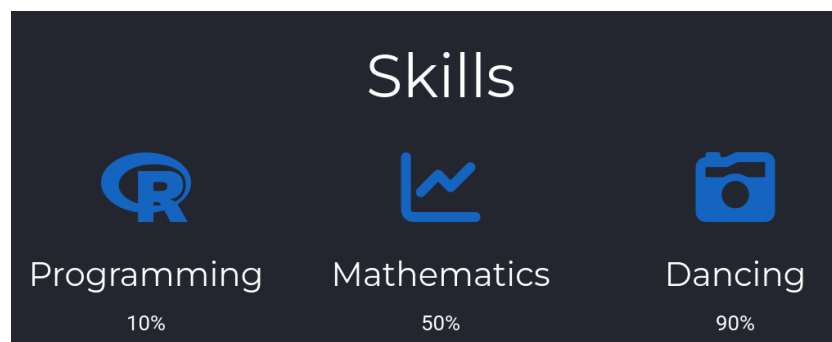 Skills
R
Programming
Mathematics
Dancing
10%
50%
90%